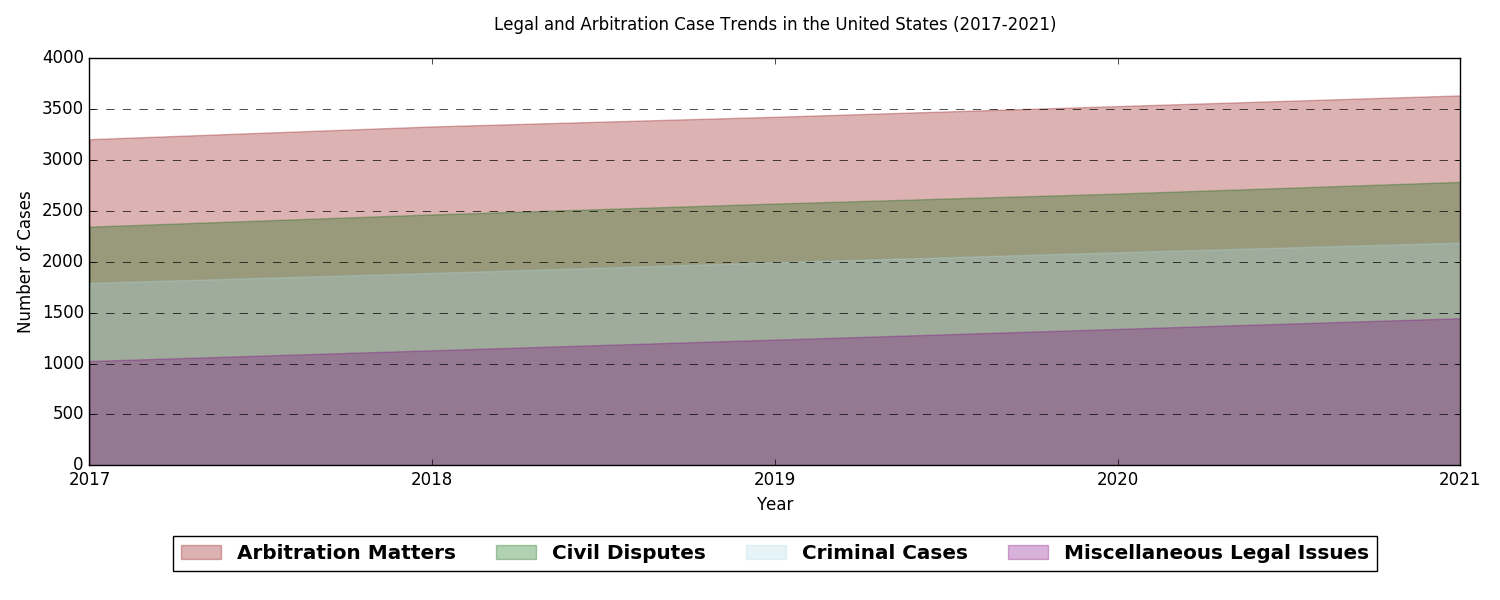 Legal and Arbitration Case Trends in the United States (2017-2021)
4000
3500
3000
2500
2000
1500
1000
500
0
Number of Cases
2017 2018 2019 2020 2021
Year
Arbitration Matters Civil Disputes Criminal Cases Miscellaneous Legal Issues